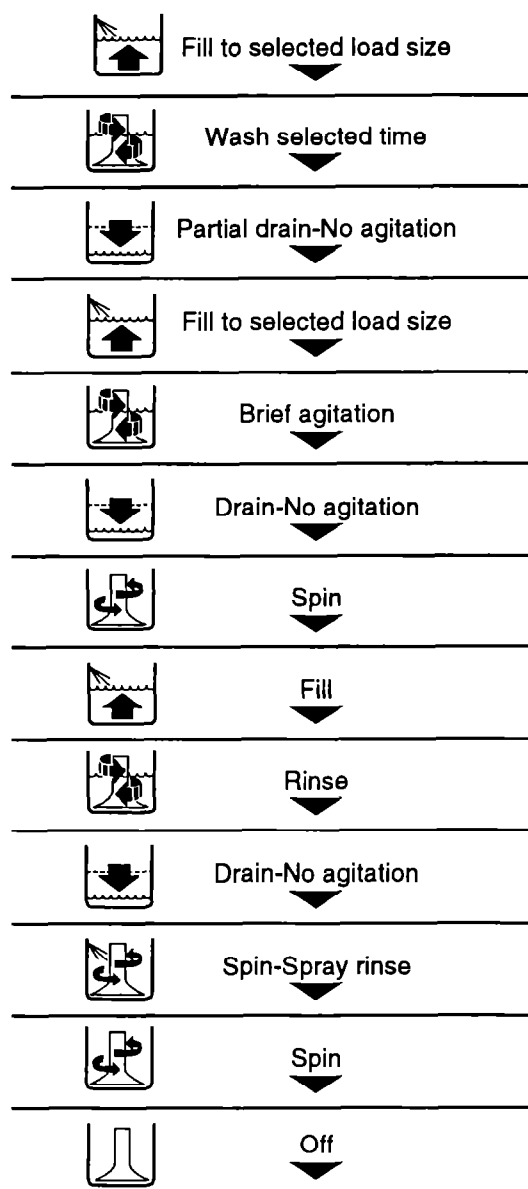 Fill to selected load size
Wash selected time
Partial drain-No agitation
Fill to selected load size
Brief agitation
Drain-No agitation
Spin
Fill
Rinse
Drain-No agitation
Spin-Spray rinse
Spin
Off